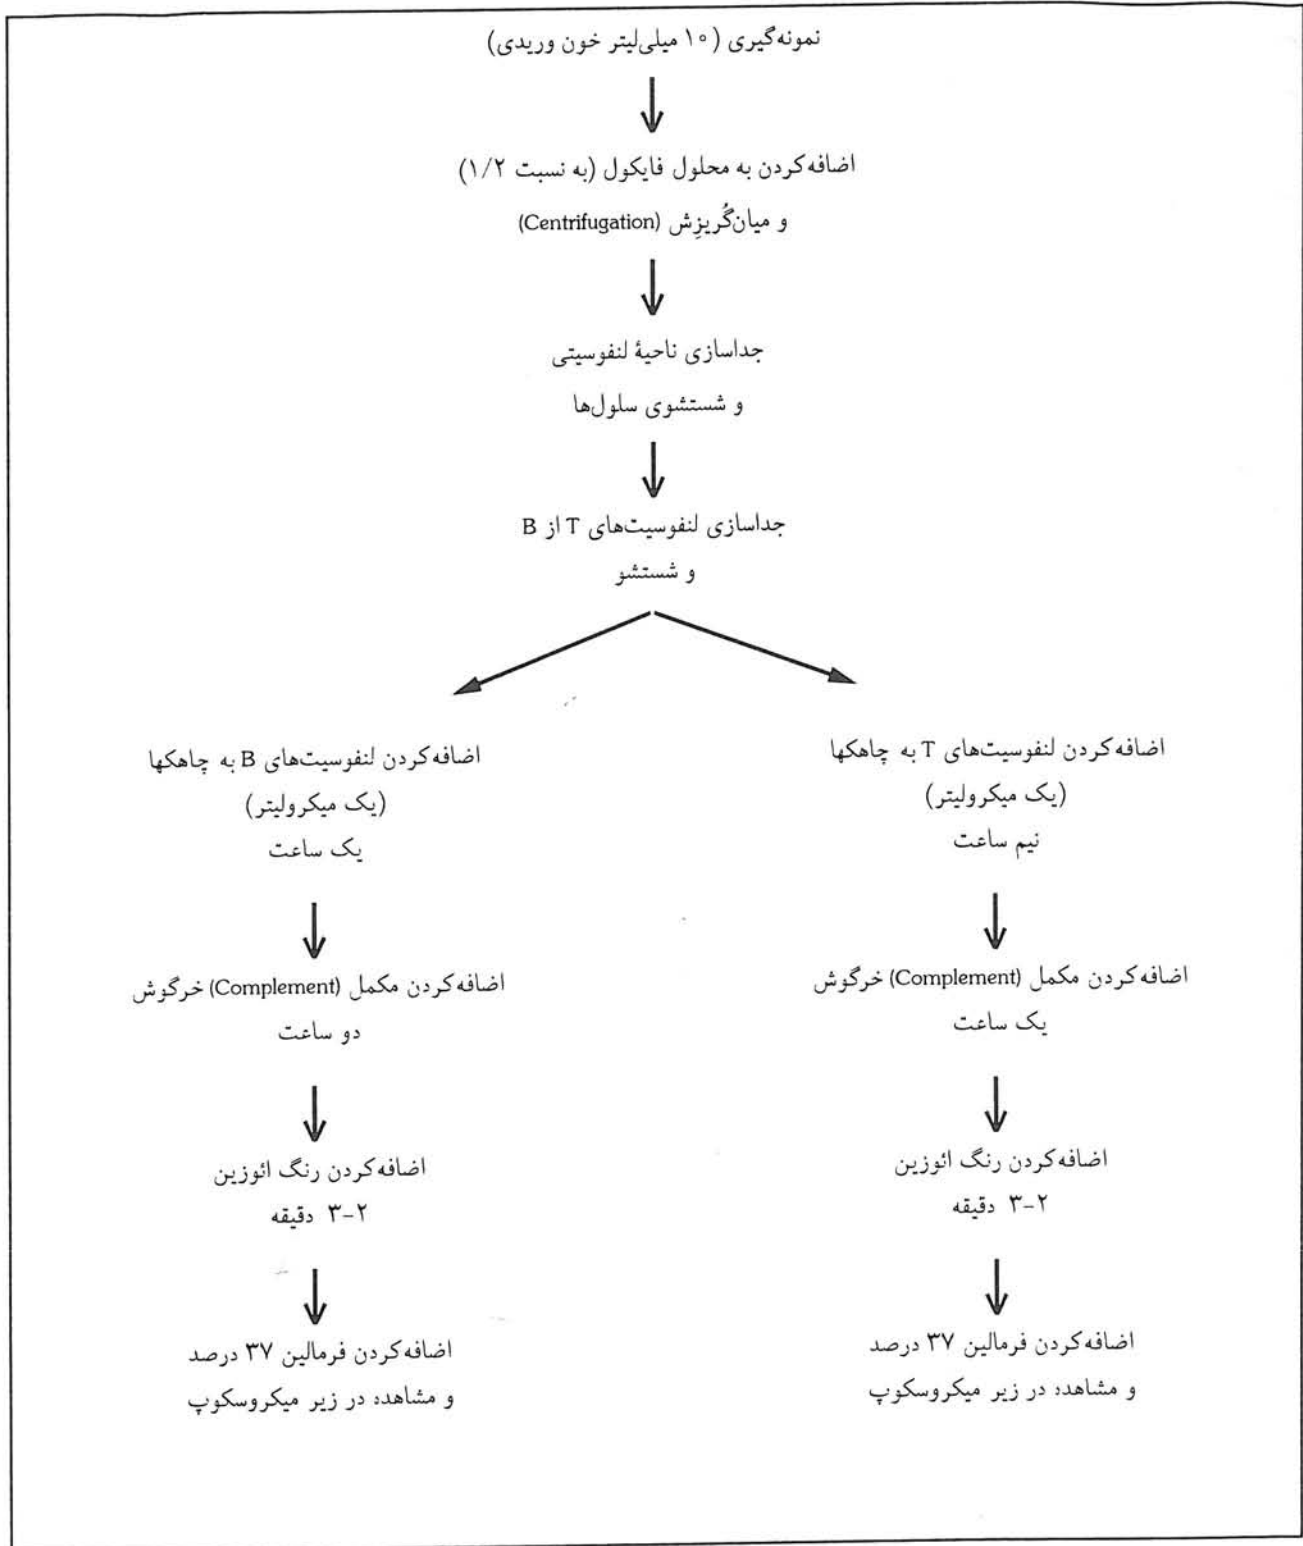 نمونه‌گیری (۱۰ میلی‌لیتر خون وریدی)
اضافه‌کردن به محلول فایکول (به نسبت ۱/۲)
و میان‌گُریزِش (Centrifugation)
جداسازی ناحیهٔ لنفوسیتی
و شستشوی سلول‌ها
جداسازی لنفوسیت‌های T از B
و شستشو
اضافه‌کردن لنفوسیت‌های T به چاهکها
(یک میکرولیتر)
نیم ساعت
اضافه‌کردن مکمل (Complement) خرگوش
یک ساعت
اضافه‌کردن رنگ ائوزین
۲-۳ دقیقه
اضافه‌کردن فرمالین ۳۷ درصد
و مشاهده در زیر میکروسکوپ
اضافه‌کردن لنفوسیت‌های B به چاهکها
(یک میکرولیتر)
یک ساعت
اضافه‌کردن مکمل (Complement) خرگوش
دو ساعت
اضافه‌کردن رنگ ائوزین
۲-۳ دقیقه
اضافه‌کردن فرمالین ۳۷ درصد
و مشاهده در زیر میکروسکوپ